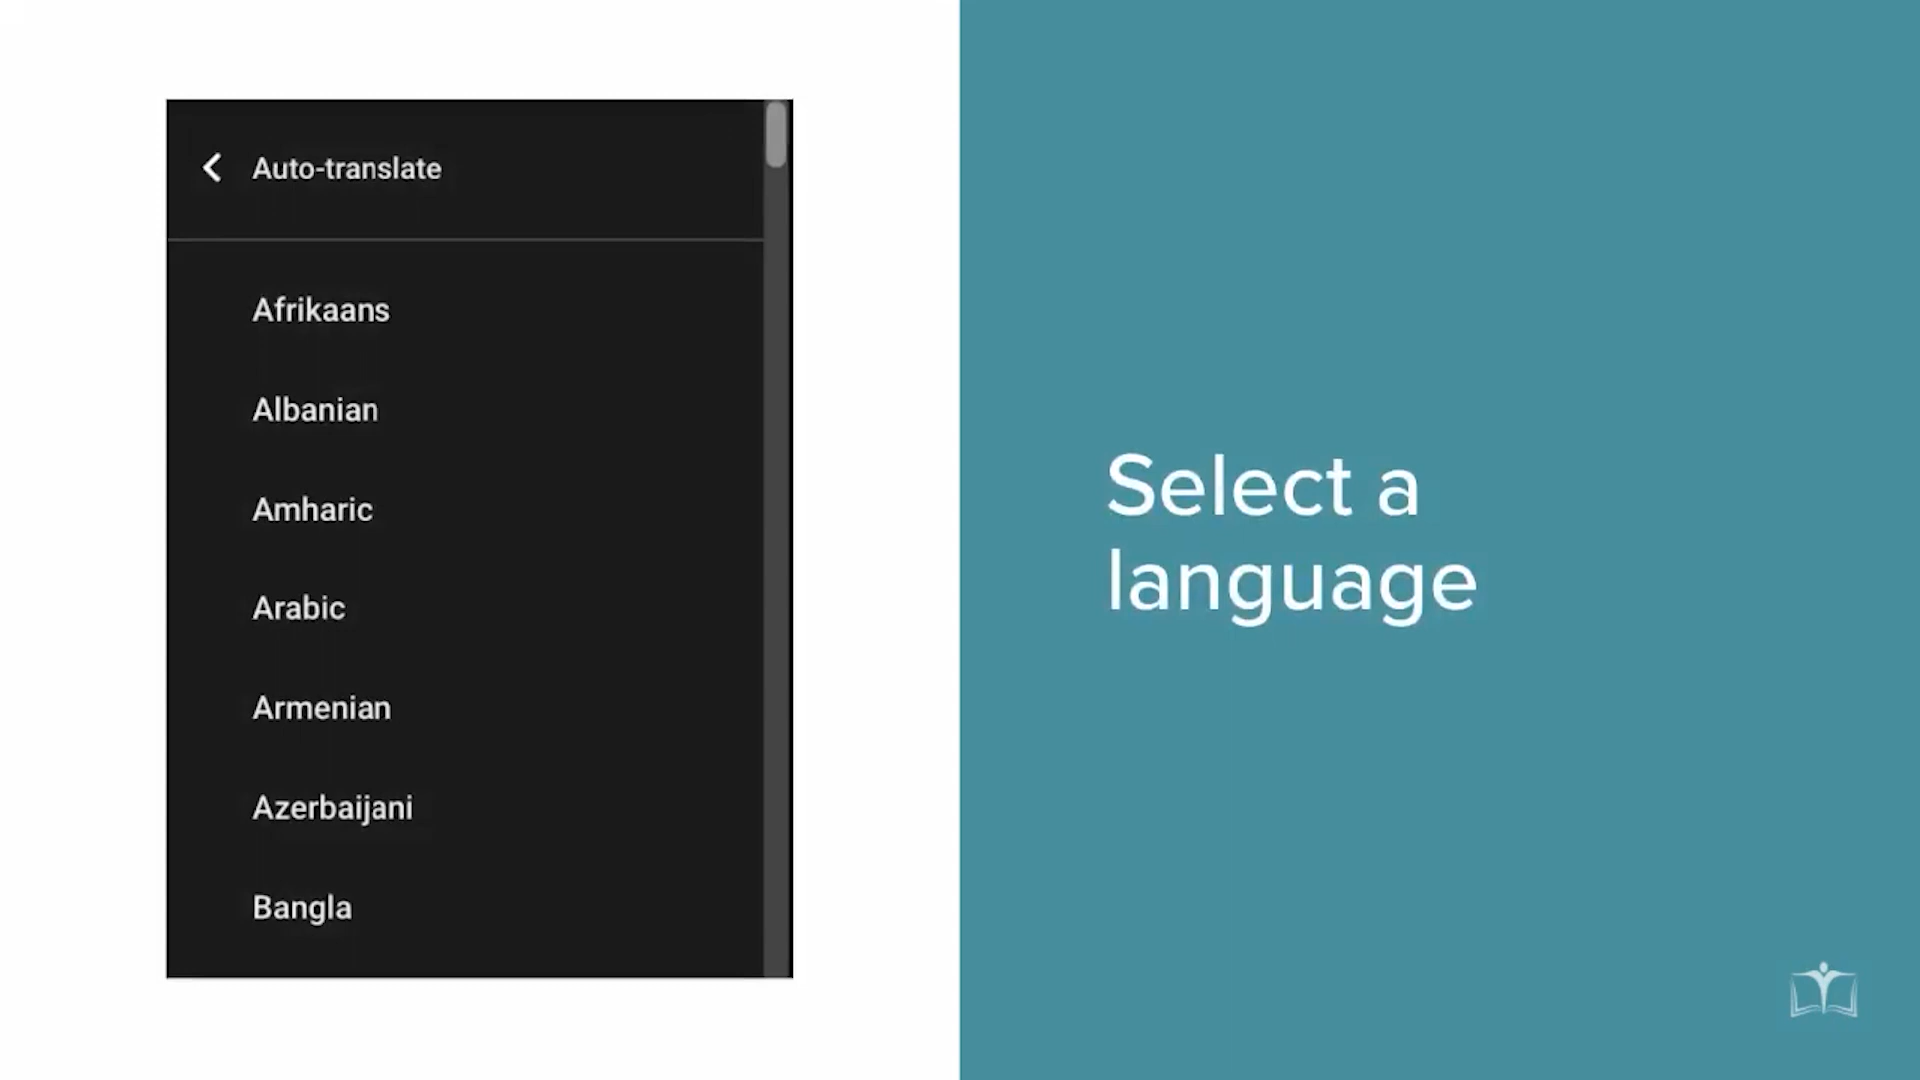 Auto-translate
Afrikaans
Albanian
Amharic
Arabic
Armenian
Azerbaijani
Bangla
Select a
language